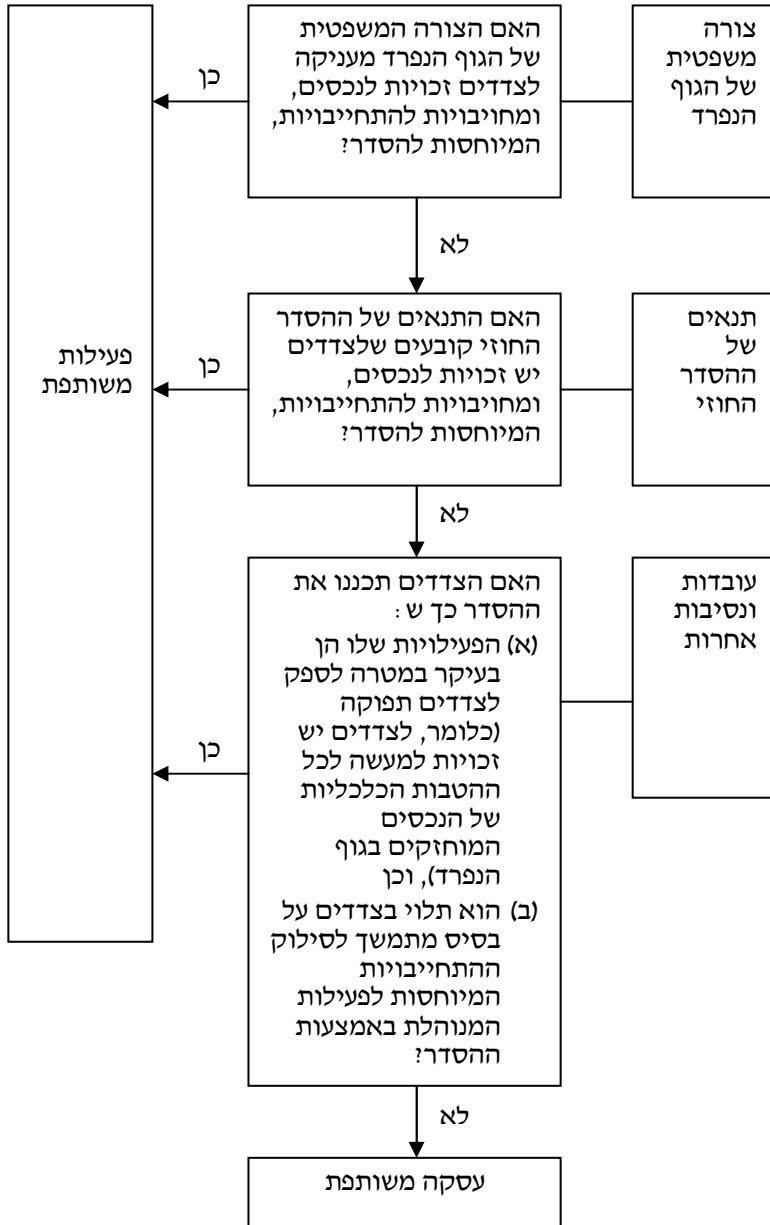 צורה
משפטית
של הגוף
הנפרד
האם הצורה המשפטית
של הגוף הנפרד מעניקה
לצדדים זכויות לנכסים,
ומחויבויות להתחייבויות,
המיוחסות להסדר?
כן
לא
תנאים
של
ההסדר
החוזי
האם התנאים של ההסדר
החוזי קובעים שלצדדים
יש זכויות לנכסים,
ומחויבויות להתחייבויות,
המיוחסות להסדר?
כן
פעילות
משותפת
לא
עובדות
ונסיבות
אחרות
האם הצדדים תכננו את
ההסדר כך ש:
(א) הפעילויות שלו הן
בעיקר במטרה לספק
לצדדים תפוקה
(כלומר, לצדדים יש
זכויות למעשה לכל
ההטבות הכלכליות
של הנכסים
המוחזקים בגוף
הנפרד), וכן
(ב) הוא תלוי בצדדים על
בסיס מתמשך לסילוק
ההתחייבויות
המיוחסות לפעילות
המנוהלת באמצעות
ההסדר?
כן
לא
עסקה משותפת